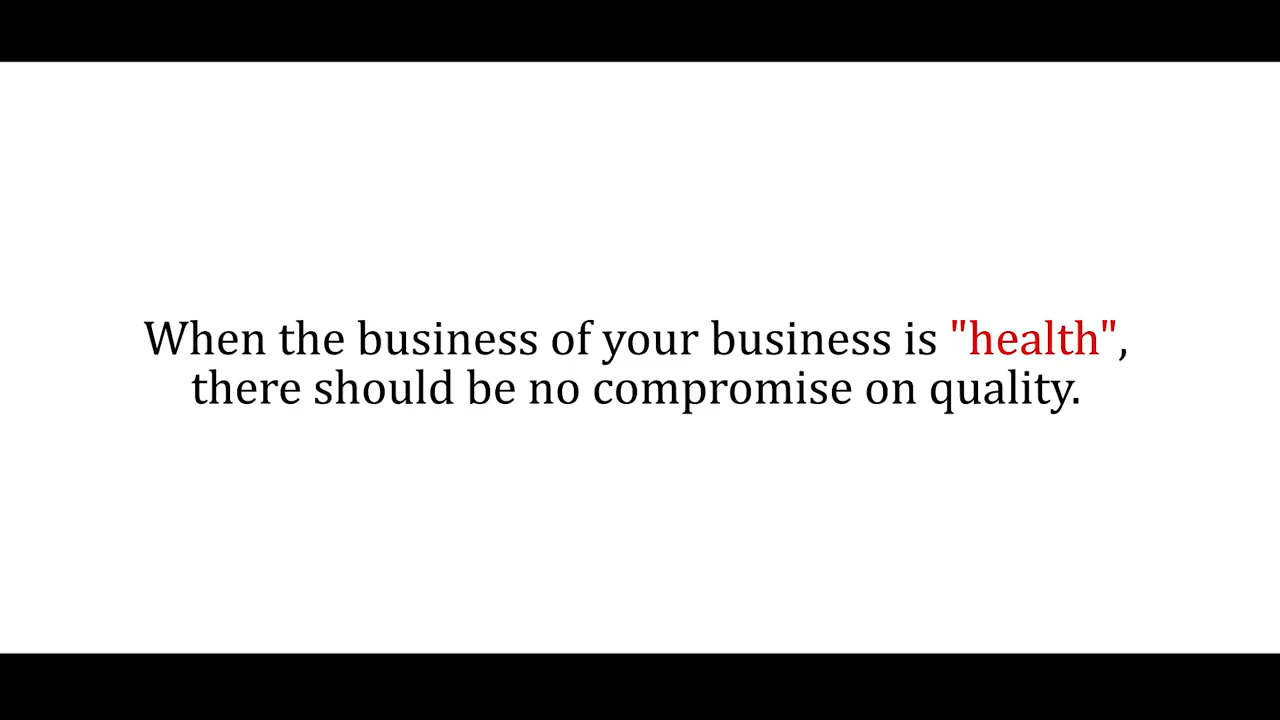 When the business of your business is "health",
there should be no compromise on quality.